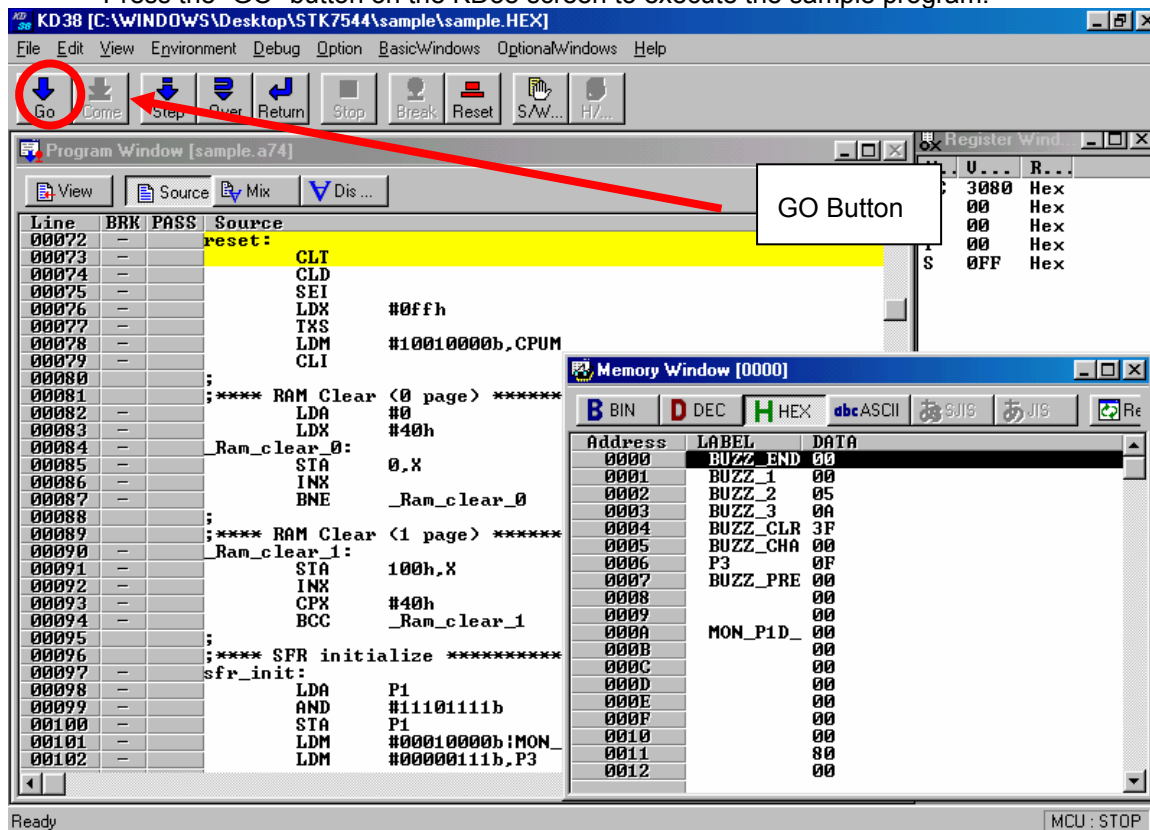 Press the "GO" button on the KD38 screen to execute the sample program.
KD38 [C:\WINDOWS\Desktop\STK7544\sample\sample.HEX]
File Edit View Environment Debug Option BasicWindows OptionalWindows Help
Go Come Step Over Return Stop Break Reset S/W... H/...
Program Window [sample.a74]
Register Wind...
View Source Mix Dis ...
GO Button
V... R...
3080 Hex
00 Hex
00 Hex
00 Hex
S 0FF Hex
Line BRK PASS Source
00072 – reset:
00073 – CLT
00074 – CLD
00075 – SEI
00076 – LDX #0ffh
00077 – TXS
00078 – LDM #10010000b,CPUM
00079 – CLI
00080 ;
00081 ;**** RAM Clear (0 page) ******
00082 – LDA #0
00083 – LDX #40h
00084 _Ram_clear_0:
00085 – STA 0,X
00086 – INX
00087 – BNE _Ram_clear_0
00088 ;
00089 ;**** RAM Clear (1 page) ******
00090 – _Ram_clear_1:
00091 – STA 100h,X
00092 – INX
00093 – CPX #40h
00094 – BCC _Ram_clear_1
00095 ;
00096 ;**** SFR initialize **********
00097 – sfr_init:
00098 – LDA P1
00099 – AND #11101111b
00100 – STA P1
00101 – LDM #00010000b!MON_
00102 – LDM #00000111b,P3
Memory Window [0000]
B BIN D DEC H HEX abc ASCII あ SJIS あ JIS Re
Address LABEL DATA
0000 BUZZ_END 00
0001 BUZZ_1 00
0002 BUZZ_2 05
0003 BUZZ_3 0A
0004 BUZZ_CLR 3F
0005 BUZZ_CHA 00
0006 P3 0F
0007 BUZZ_PRE 00
0008 00
0009 00
000A MON_P1D_ 00
000B 00
000C 00
000D 00
000E 00
000F 00
0010 00
0011 80
0012 00
Ready
MCU : STOP